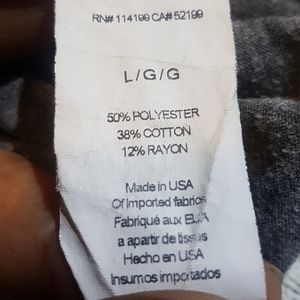 RN# 114199 CA# 52199
L/G/G
50% POLYESTER
38% COTTON
12% RAYON
Made in USA
Of Imported fabrics
Fabriqué aux EUA
a apartir de tissus
Hecho en USA
Insumos importados